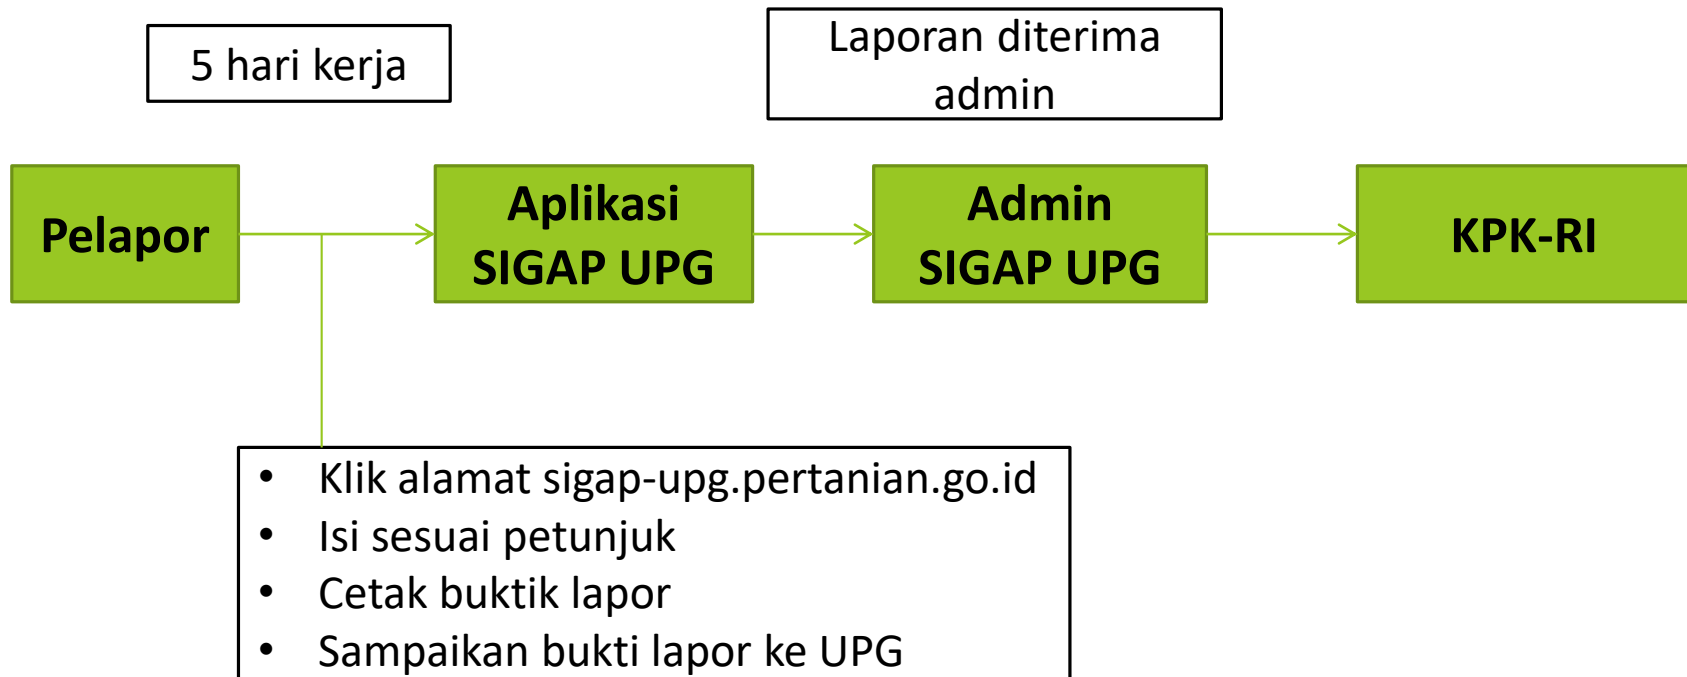 5 hari kerja
Laporan diterima
admin
Pelapor
Aplikasi
SIGAP UPG
Admin
SIGAP UPG
KPK-RI
• Klik alamat sigap-upg.pertanian.go.id
• Isi sesuai petunjuk
• Cetak buktik lapor
• Sampaikan bukti lapor ke UPG